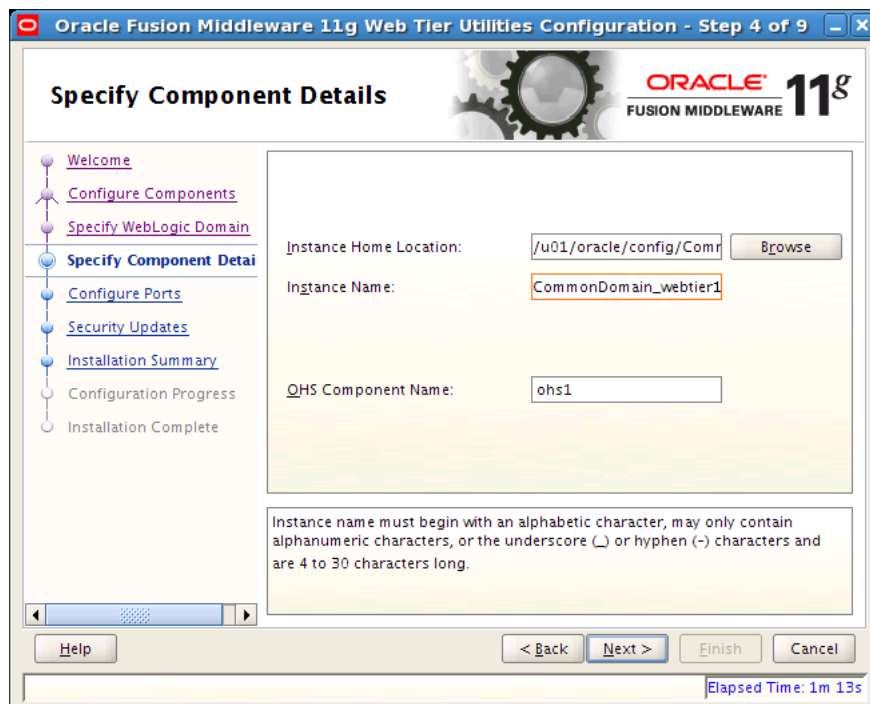 Oracle Fusion Middleware 11g Web Tier Utilities Configuration - Step 4 of 9
Specify Component Details
ORACLE
FUSION MIDDLEWARE
11g
Welcome
Configure Components
Specify WebLogic Domain
Specify Component Detai
Configure Ports
Security Updates
Installation Summary
Configuration Progress
Installation Complete
Instance Home Location:
/u01/oracle/config/Comr
Browse
Instance Name:
CommonDomain_webtier1
OHS Component Name:
ohs1
Instance name must begin with an alphabetic character, may only contain
alphanumeric characters, or the underscore (_) or hyphen (-) characters and
are 4 to 30 characters long.
Help
< Back
Next >
Finish
Cancel
Elapsed Time: 1m 13s